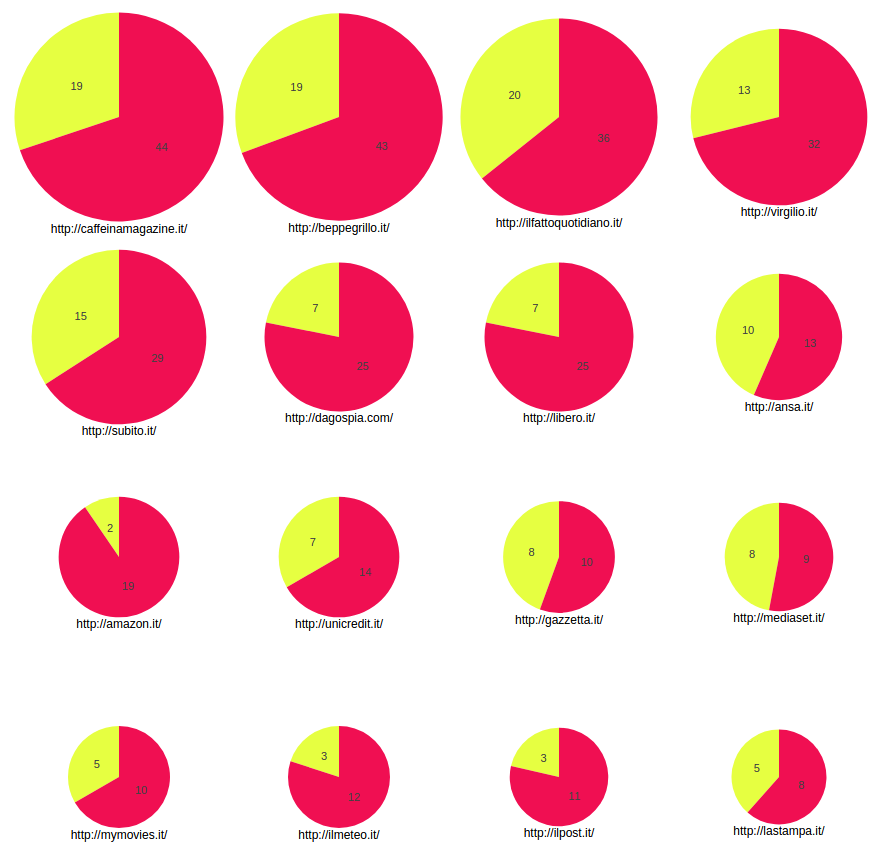 19
44
http://caffeinamagazine.it/
19
43
http://beppegrillo.it/
20
36
http://ilfattoquotidiano.it/
13
32
http://virgilio.it/
15
29
http://subito.it/
7
25
http://dagospia.com/
7
25
http://libero.it/
10
13
http://ansa.it/
2
19
http://amazon.it/
7
14
http://unicredit.it/
8
10
http://gazzetta.it/
8
9
http://mediaset.it/
5
10
http://mymovies.it/
3
12
http://ilmeteo.it/
3
11
http://ilpost.it/
5
8
http://lastampa.it/